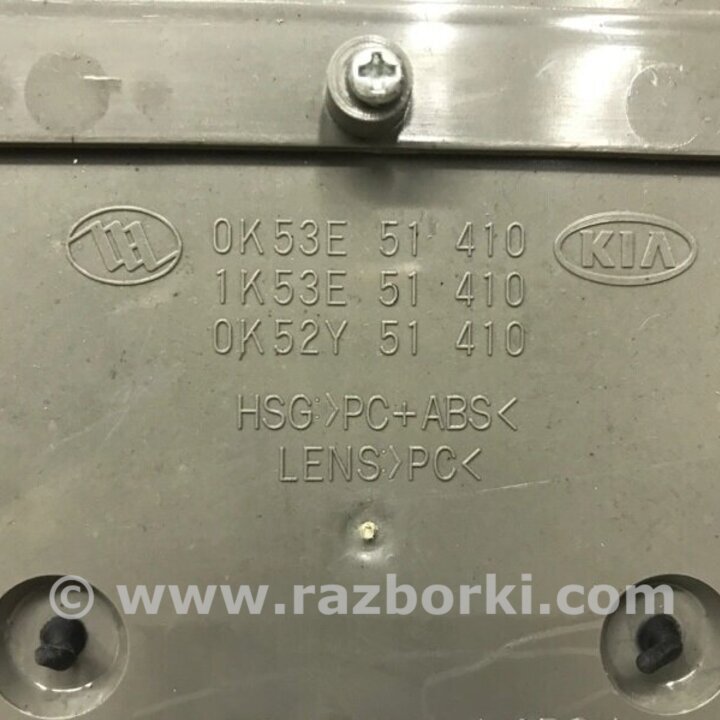 0K53E 51 410
KIA
1K53E 51 410
0K52Y 51 410
HSG:>PC+ABS<
LENS:>PC<
© www.razborki.com